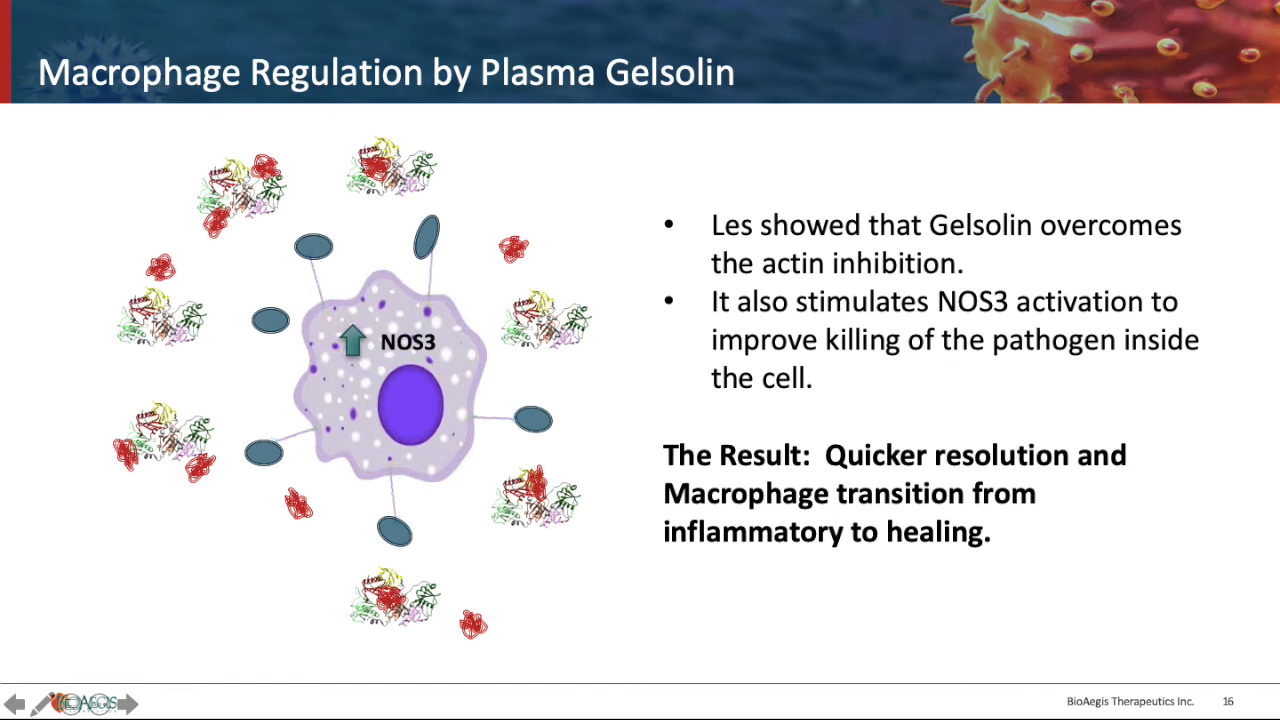 Macrophage Regulation by Plasma Gelsolin
NOS3
• Les showed that Gelsolin overcomes
the actin inhibition.
• It also stimulates NOS3 activation to
improve killing of the pathogen inside
the cell.
The Result: Quicker resolution and
Macrophage transition from
inflammatory to healing.
BioAegis Therapeutics Inc. 16